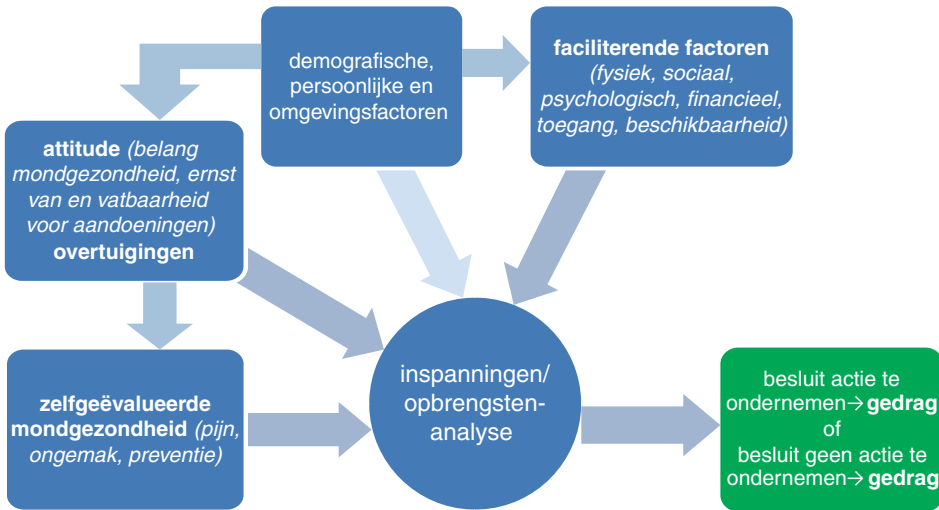 demografische,
persoonlijke en
omgevingsfactoren
faciliterende factoren
(fysiek, sociaal,
psychologisch, financieel,
toegang, beschikbaarheid)
attitude (belang
mondgezondheid, ernst
van en vatbaarheid
voor aandoeningen)
overtuigingen
zelfgeëvalueerde
mondgezondheid (pijn,
ongemak, preventie)
inspanningen/
opbrengsten-
analyse
besluit actie te
ondernemen→gedrag
of
besluit geen actie te
ondernemen→gedrag